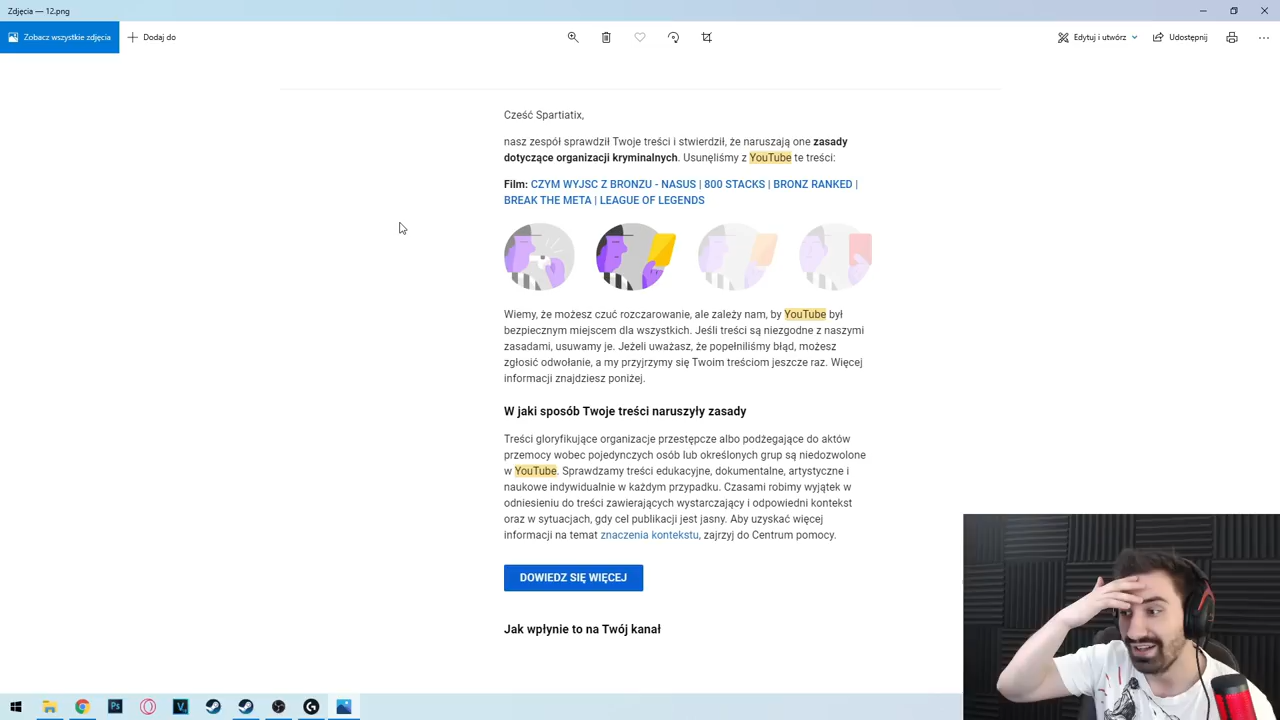 Zdjęcia — 12.png
Zobacz wszystkie zdjęcia
Dodaj do
Edytuj i utwórz
Udostępnij
Cześć Spartiatix,
nasz zespół sprawdził Twoje treści i stwierdził, że naruszają one zasady
dotyczące organizacji kryminalnych. Usunęliśmy z YouTube te treści:
Film: CZYM WYJSC Z BRONZU - NASUS | 800 STACKS | BRONZ RANKED |
BREAK THE META | LEAGUE OF LEGENDS
Wiemy, że możesz czuć rozczarowanie, ale zależy nam, by YouTube był
bezpiecznym miejscem dla wszystkich. Jeśli treści są niezgodne z naszymi
zasadami, usuwamy je. Jeżeli uważasz, że popełniliśmy błąd, możesz
zgłosić odwołanie, a my przyjrzymy się Twoim treściom jeszcze raz. Więcej
informacji znajdziesz poniżej.
W jaki sposób Twoje treści naruszyły zasady
Treści gloryfikujące organizacje przestępcze albo podżegające do aktów
przemocy wobec pojedynczych osób lub określonych grup są niedozwolone
w YouTube. Sprawdzamy treści edukacyjne, dokumentalne, artystyczne i
naukowe indywidualnie w każdym przypadku. Czasami robimy wyjątek w
odniesieniu do treści zawierających wystarczający i odpowiedni kontekst
oraz w sytuacjach, gdy cel publikacji jest jasny. Aby uzyskać więcej
informacji na temat znaczenia kontekstu, zajrzyj do Centrum pomocy.
DOWIEDZ SIĘ WIĘCEJ
Jak wpłynie to na Twój kanał
Ps
V